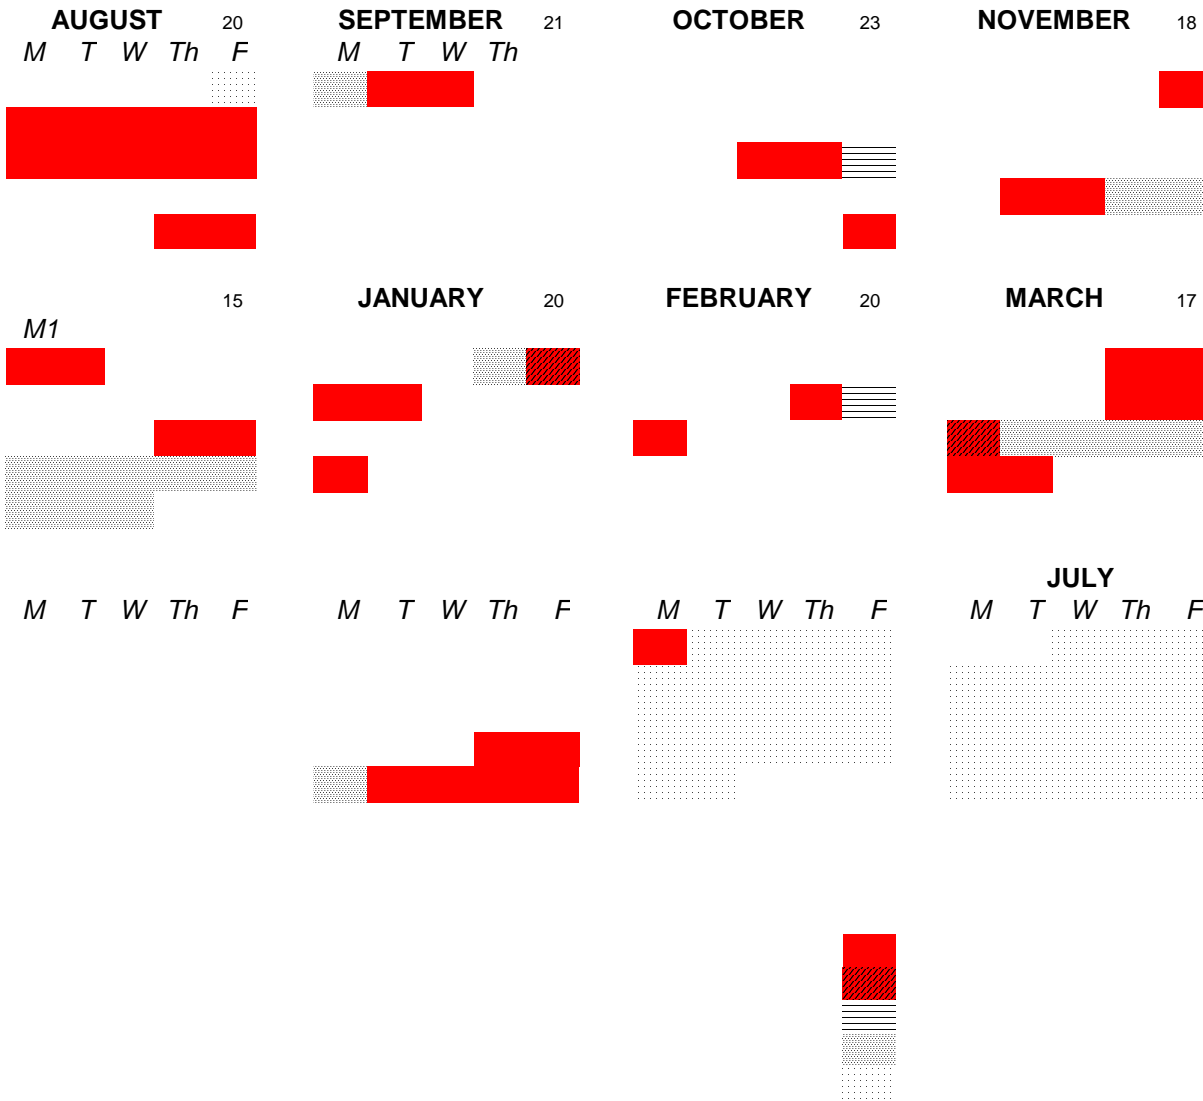 AUGUST 20 SEPTEMBER 21 OCTOBER 23 NOVEMBER 18
M T W Th F M T W Th
15 JANUARY 20 FEBRUARY 20 MARCH 17
M1
JULY
M T W Th F M T W Th F M T W Th F M T W Th F